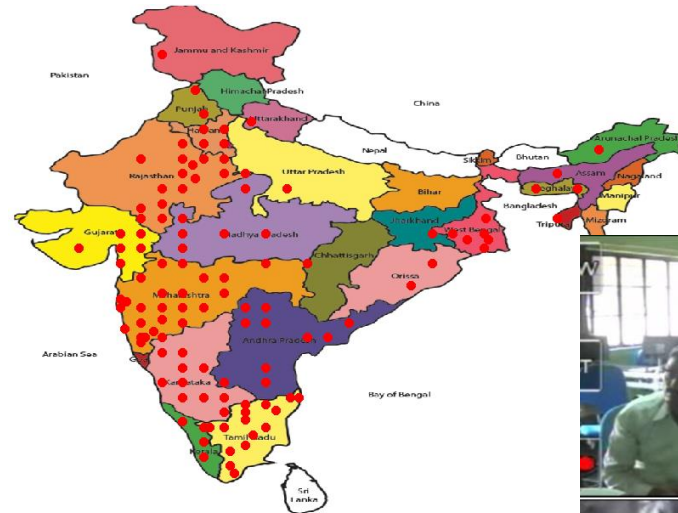 Jammu and Kashmir
Pakistan
Himachal Pradesh
China
Punjab
Uttarakhand
Arunachal Pradesh
Nepal
Sikkim
Bhutan
Rajasthan
Uttar Pradesh
Assam
Nagaland
Bihar
Meghalaya
Manipur
Bangladesh
Jharkhand
Tripura
Mizoram
Gujarat
Madhya Pradesh
West Bengal
Chhattisgarh
Orissa
Maharashtra
Andhra Pradesh
Arabian Sea
Karnataka
Bay of Bengal
Tamil Nadu
Kerala
Sri
Lanka